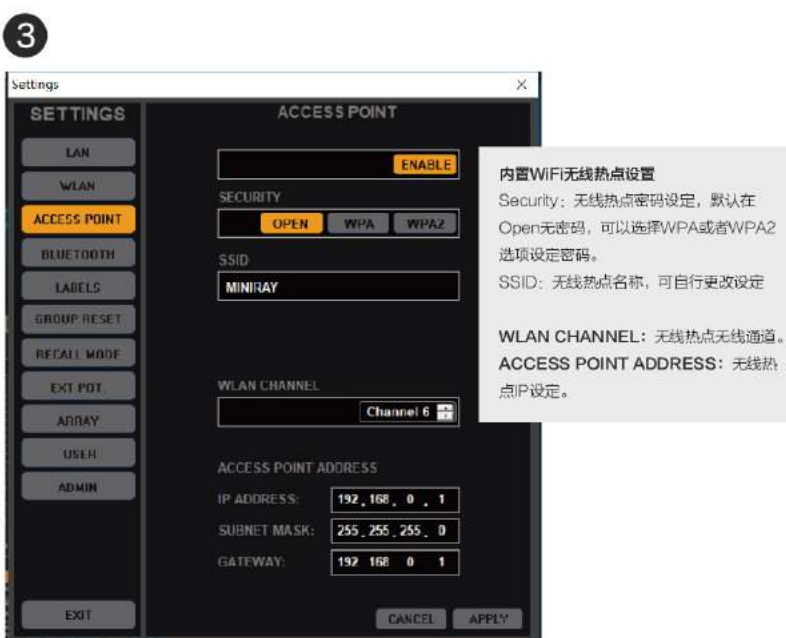 3
Settings
SETTINGS
LAN
WLAN
ACCESS POINT
BLUETOOTH
LABELS
GROUP RESET
RECALL MODE
EXT POT.
ARRAY
USER
ADMIN
EXIT
ACCESS POINT
ENABLE
SECURITY
OPEN WPA WPA2
SSID
MINIRAY
WLAN CHANNEL
Channel 6
ACCESS POINT ADDRESS
IP ADDRESS: 192 . 168 . 0 . 1
SUBNET MASK: 255 . 255 . 255 . 0
GATEWAY: 192 168 0 1
CANCEL APPLY
内置WiFi无线热点设置
Security：无线热点密码设定，默认在
Open无密码，可以选择WPA或者WPA2
选项设定密码。
SSID：无线热点名称，可自行更改设定
WLAN CHANNEL：无线热点无线通道。
ACCESS POINT ADDRESS：无线热
点IP设定。